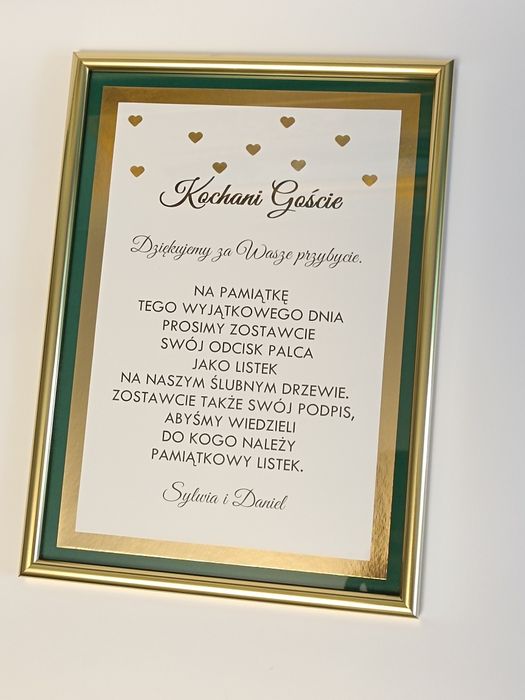 Kochani Goście
Dziękujemy za Wasze przybycie.
NA PAMIĄTKĘ
TEGO WYJĄTKOWEGO DNIA
PROSIMY ZOSTAWCIE
SWÓJ ODCISK PALCA
JAKO LISTEK
NA NASZYM ŚLUBNYM DRZEWIE.
ZOSTAWCIE TAKŻE SWÓJ PODPIS,
ABYŚMY WIEDZIELI
DO KOGO NALEŻY
PAMIĄTKOWY LISTEK.
Sylwia i Daniel